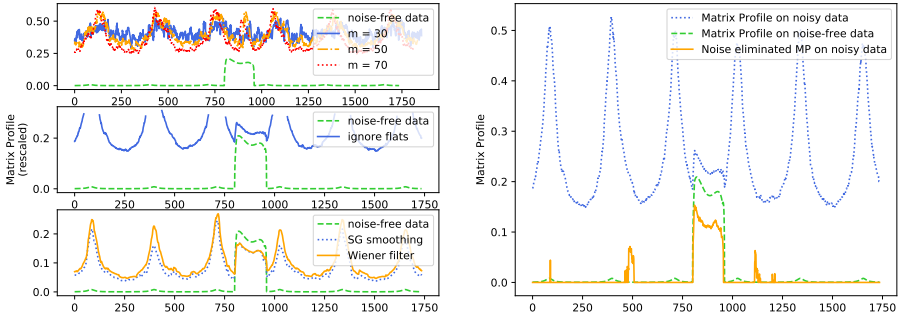 noise-free data
m = 30
m = 50
m = 70
0.50
0.25
0.00
0 250 500 750 1000 1250 1500 1750
noise-free data
ignore flats
0.2
0.0
0 250 500 750 1000 1250 1500 1750
Matrix Profile
(rescaled)
noise-free data
SG smoothing
Wiener filter
0.2
0.1
0.0
0 250 500 750 1000 1250 1500 1750
Matrix Profile on noisy data
Matrix Profile on noise-free data
Noise eliminated MP on noisy data
Matrix Profile
0.5
0.4
0.3
0.2
0.1
0.0
0 250 500 750 1000 1250 1500 1750